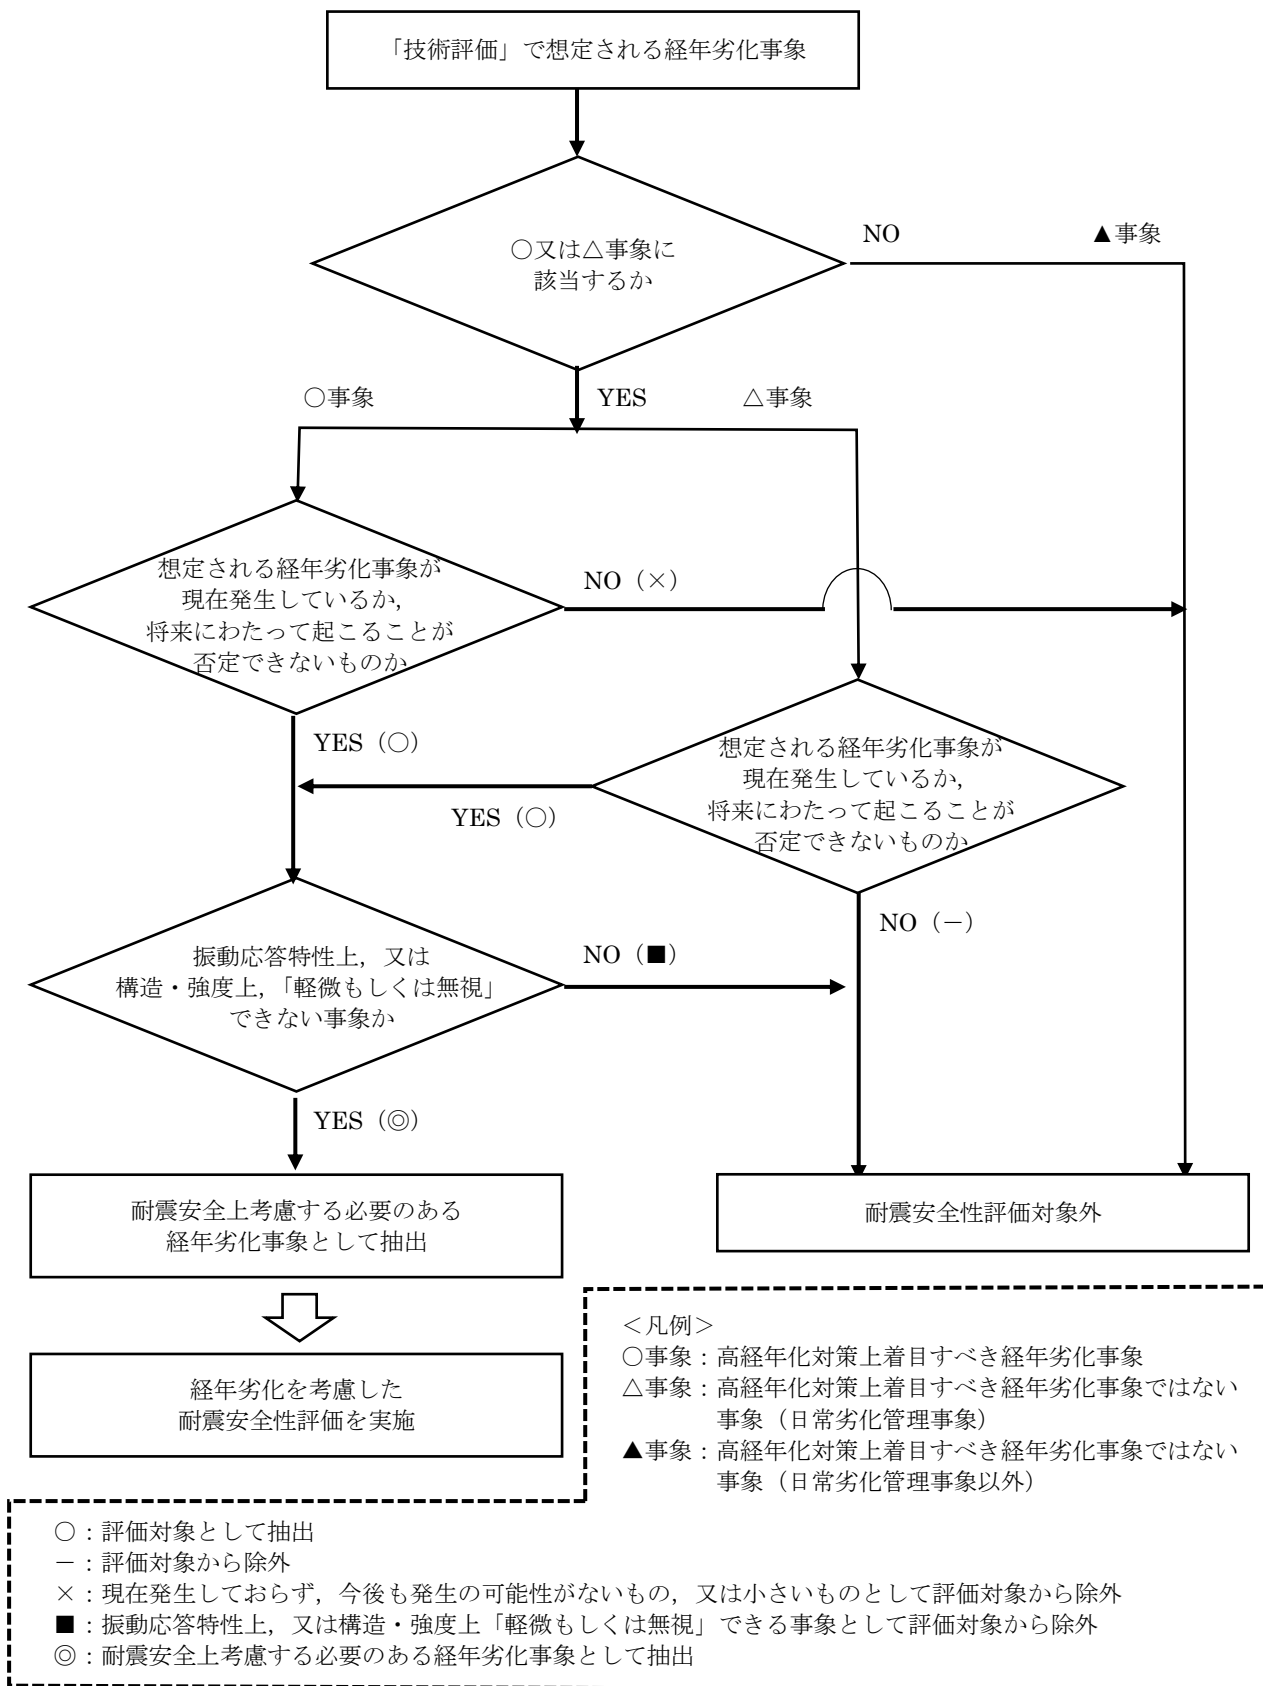 「技術評価」で想定される経年劣化事象
○又は△事象に
該当するか
NO
▲事象
○事象
YES
△事象
想定される経年劣化事象が
現在発生しているか，
将来にわたって起こることが
否定できないものか
NO（×）
YES（○）
想定される経年劣化事象が
現在発生しているか，
将来にわたって起こることが
否定できないものか
YES（○）
NO（－）
振動応答特性上，又は
構造・強度上，「軽微もしくは無視」
できない事象か
NO（■）
YES（◎）
耐震安全上考慮する必要のある
経年劣化事象として抽出
耐震安全性評価対象外
経年劣化を考慮した
耐震安全性評価を実施
＜凡例＞
○事象：高経年化対策上着目すべき経年劣化事象
△事象：高経年化対策上着目すべき経年劣化事象ではない
事象（日常劣化管理事象）
▲事象：高経年化対策上着目すべき経年劣化事象ではない
事象（日常劣化管理事象以外）
○：評価対象として抽出
－：評価対象から除外
×：現在発生しておらず，今後も発生の可能性がないもの，又は小さいものとして評価対象から除外
■：振動応答特性上，又は構造・強度上「軽微もしくは無視」できる事象として評価対象から除外
◎：耐震安全上考慮する必要のある経年劣化事象として抽出